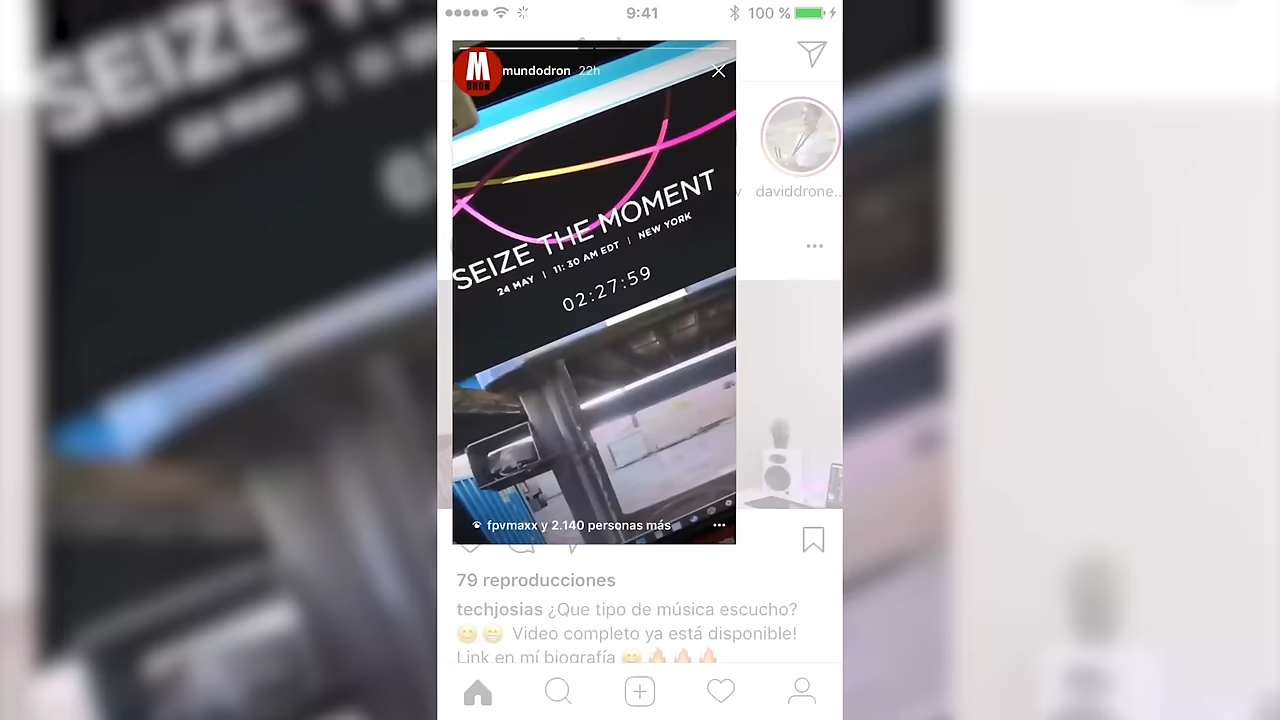 9:41
100 %
M
DRON
mundodron 22h
SEIZE THE MOMENT
24 MAY | 11:30 AM EDT | NEW YORK
02:27:59
daviddrone..
fpvmaxx y 2.140 personas más
79 reproducciones
techjosias ¿Que tipo de música escucho?
😊😁 Video completo ya está disponible!
Link en mí biografía 😊🔥🔥🔥